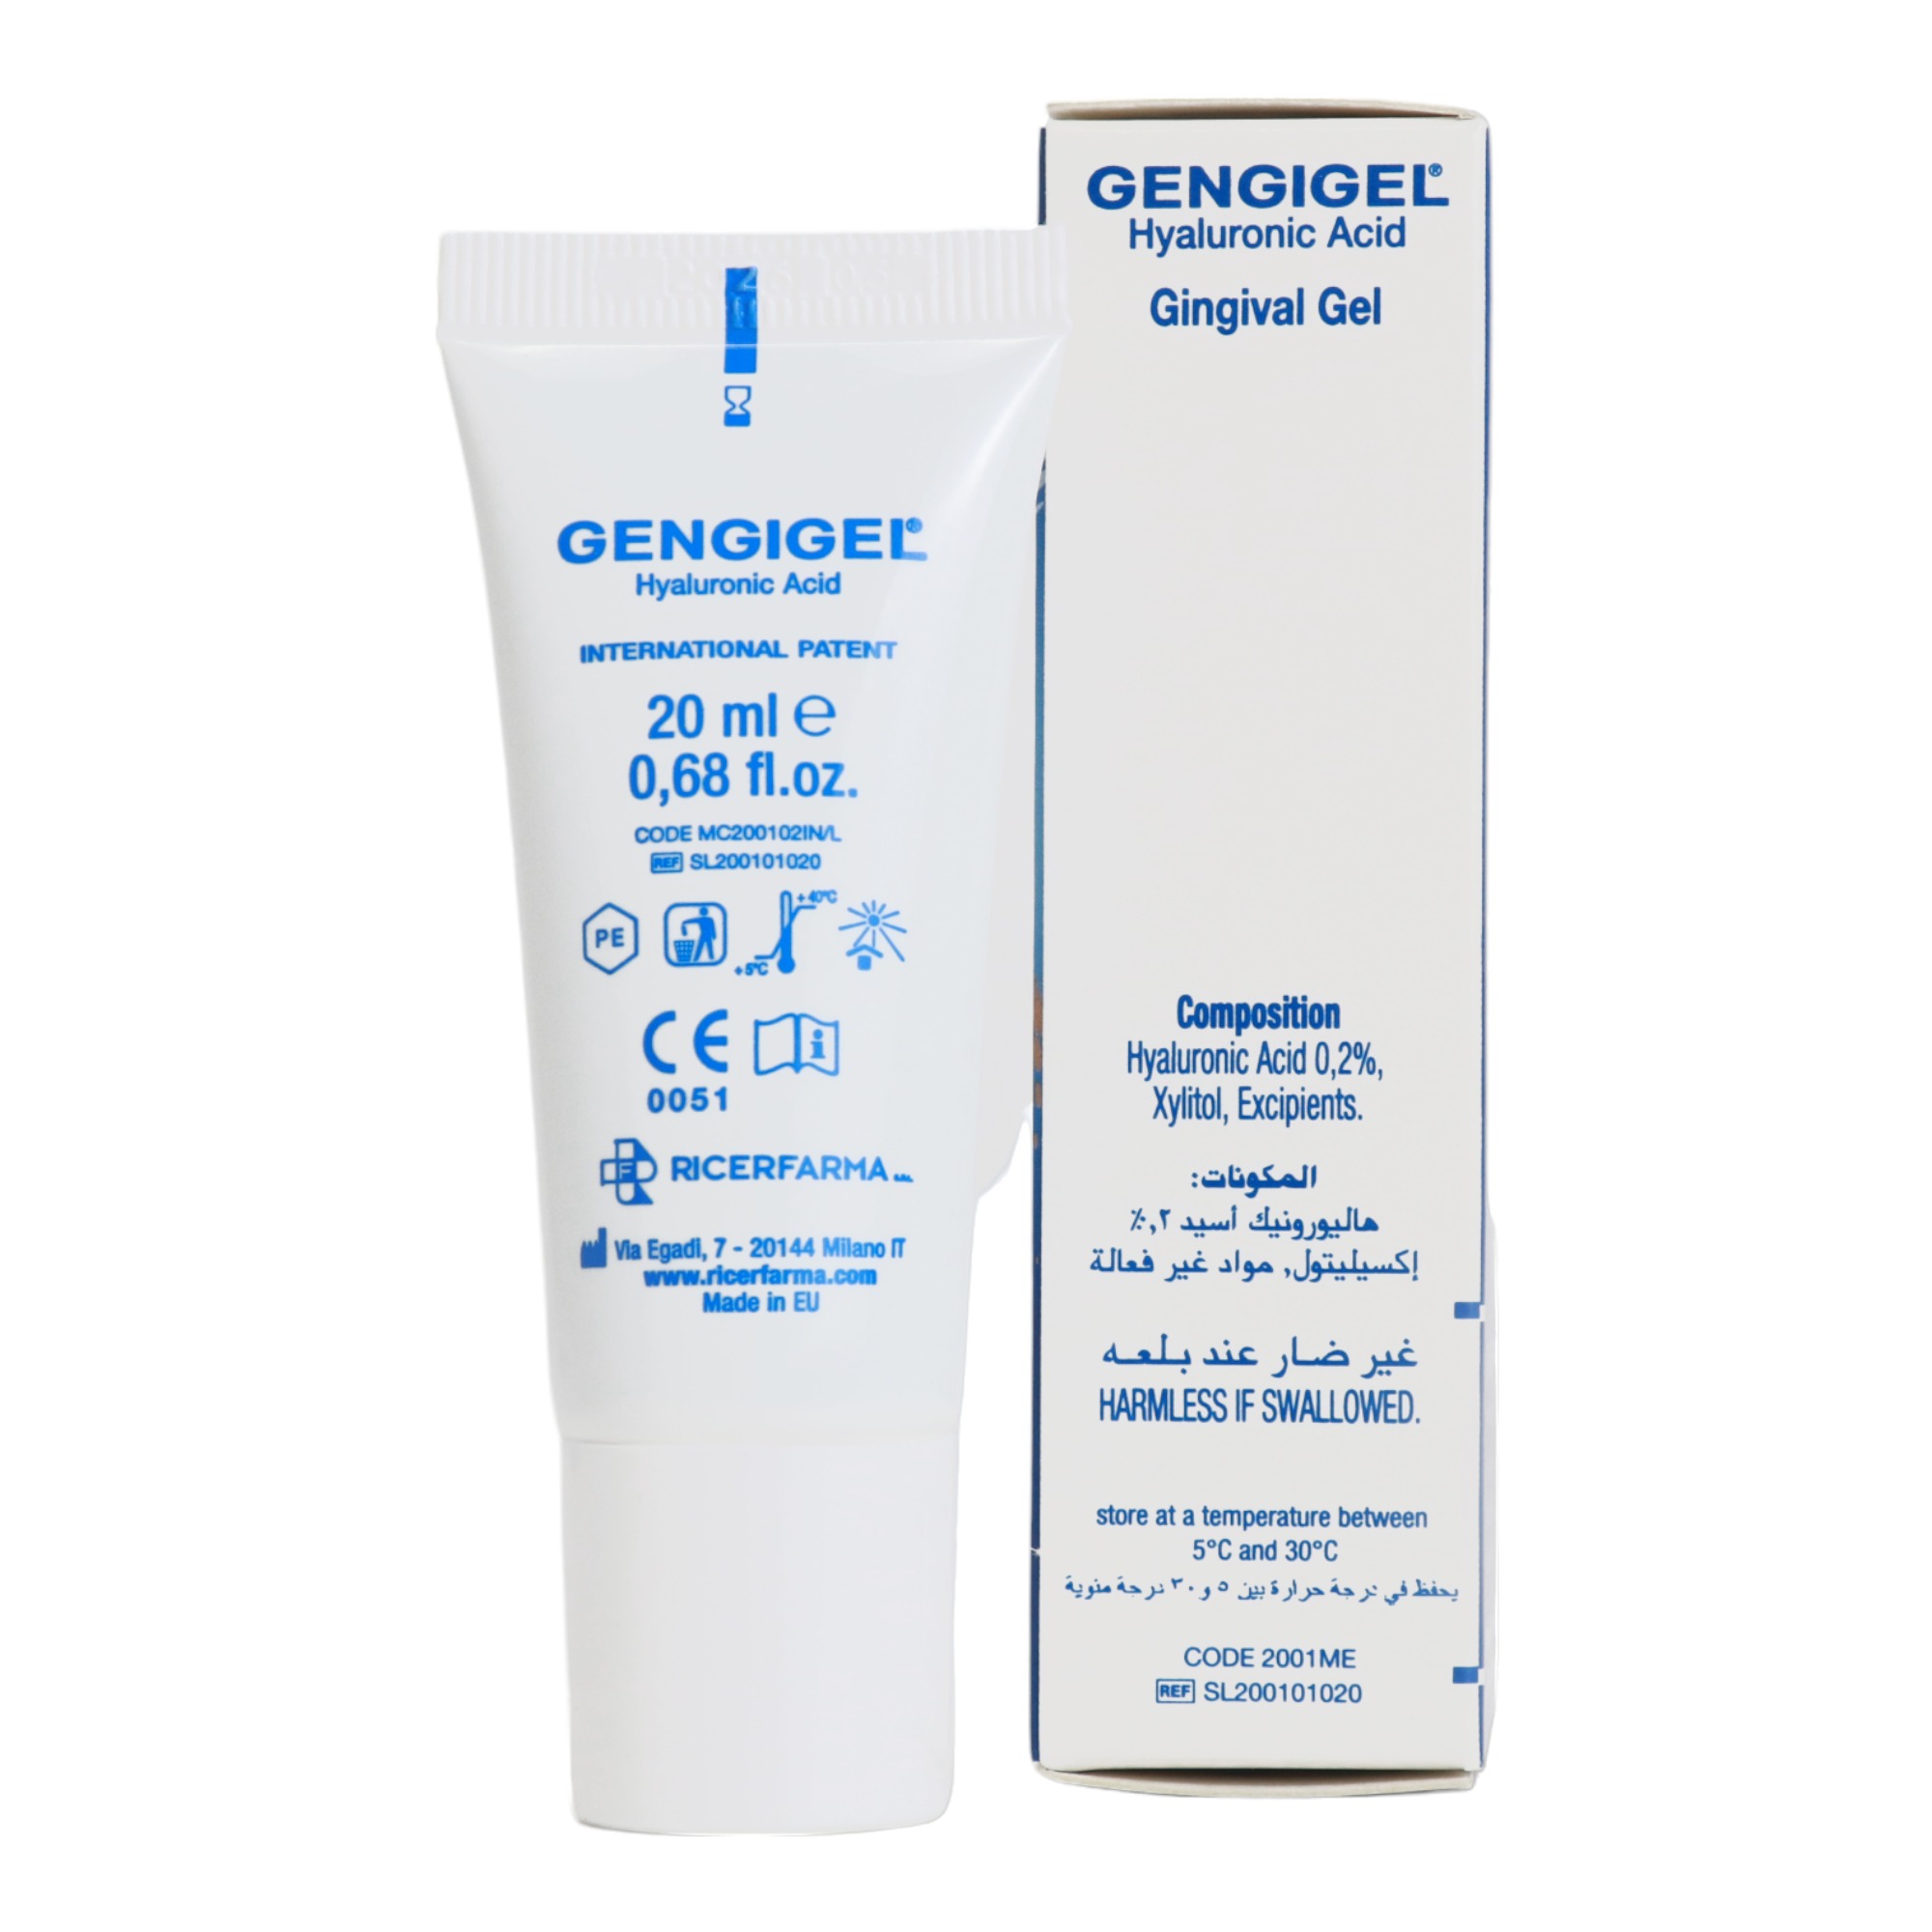 GENGIGEL®
Hyaluronic Acid
INTERNATIONAL PATENT
20 ml ℮
0,68 fl.oz.
CODE MC200102IN/L
REF SL200101020
PE
+5°C
+40°C
CE
0051
RICERFARMA
Via Egadi, 7 - 20144 Milano IT
www.ricerfarma.com
Made in EU
GENGIGEL®
Hyaluronic Acid
Gingival Gel
Composition
Hyaluronic Acid 0,2%,
Xylitol, Excipients.
المكونات:
هاليورونيك أسيد ٢,٪
إكسيليتول, مواد غير فعالة
غير ضار عند بلعه
HARMLESS IF SWALLOWED.
store at a temperature between
5°C and 30°C
يحفظ في درجة حرارة بين ٥ و ٣٠ درجة مئوية
CODE 2001ME
REF SL200101020